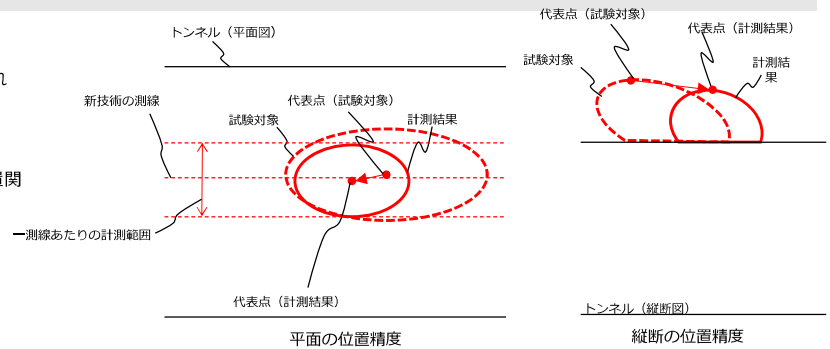 れ
置関
トンネル（平面図）
新技術の測線
代表点（試験対象）
試験対象
計測結果
一測線あたりの計測範囲
代表点（計測結果）
平面の位置精度
代表点（試験対象）
代表点（計測結果）
試験対象
計測結
果
トンネル（縦断図）
縦断の位置精度